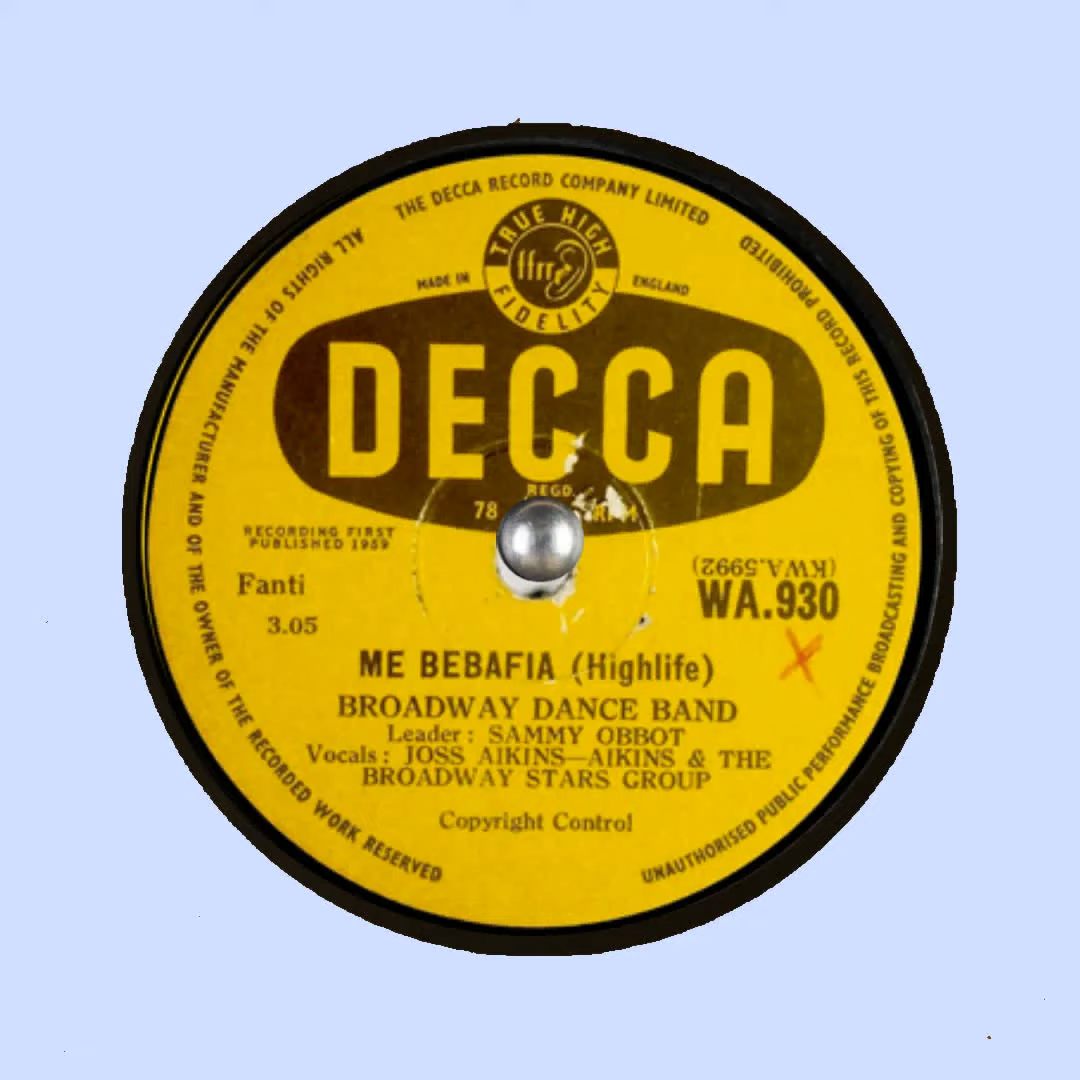 THE DECCA RECORD COMPANY LIMITED
ALL RIGHTS OF THE MANUFACTURER AND OF THE OWNER OF THE RECORDED WORK RESERVED
UNAUTHORISED PUBLIC PERFORMANCE BROADCASTING AND COPYING OF THIS RECORD PROHIBITED
TRUE HIGH
ffrr
FIDELITY
MADE IN ENGLAND
DECCA
REGD.
78 RPM
RECORDING FIRST
PUBLISHED 1959
Fanti
3.05
(KWA.5992)
WA.930
ME BEBAFIA (Highlife)
BROADWAY DANCE BAND
Leader: SAMMY OBBOT
Vocals: JOSS AIKINS—AIKINS & THE
BROADWAY STARS GROUP
Copyright Control